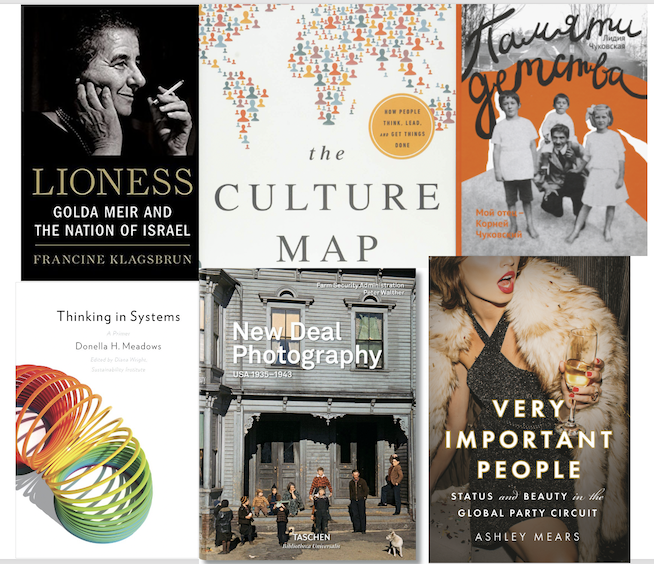 LIONESS
GOLDA MEIR AND
THE NATION OF ISRAEL
FRANCINE KLAGSBRUN
HOW PEOPLE
THINK, LEAD,
AND GET THINGS
DONE
the
CULTURE
MAP
Памяти
детства
Лидия
Чуковская
Мой отец –
Корней
Чуковский
Thinking in Systems
A Primer
Donella H. Meadows
Edited by Diana Wright,
Sustainability Institute
Farm Security Administration
Peter Walther
New Deal
Photography
USA 1935–1943
TASCHEN
Bibliotheca Universalis
VERY
IMPORTANT
PEOPLE
STATUS and BEAUTY in the
GLOBAL PARTY CIRCUIT
ASHLEY MEARS